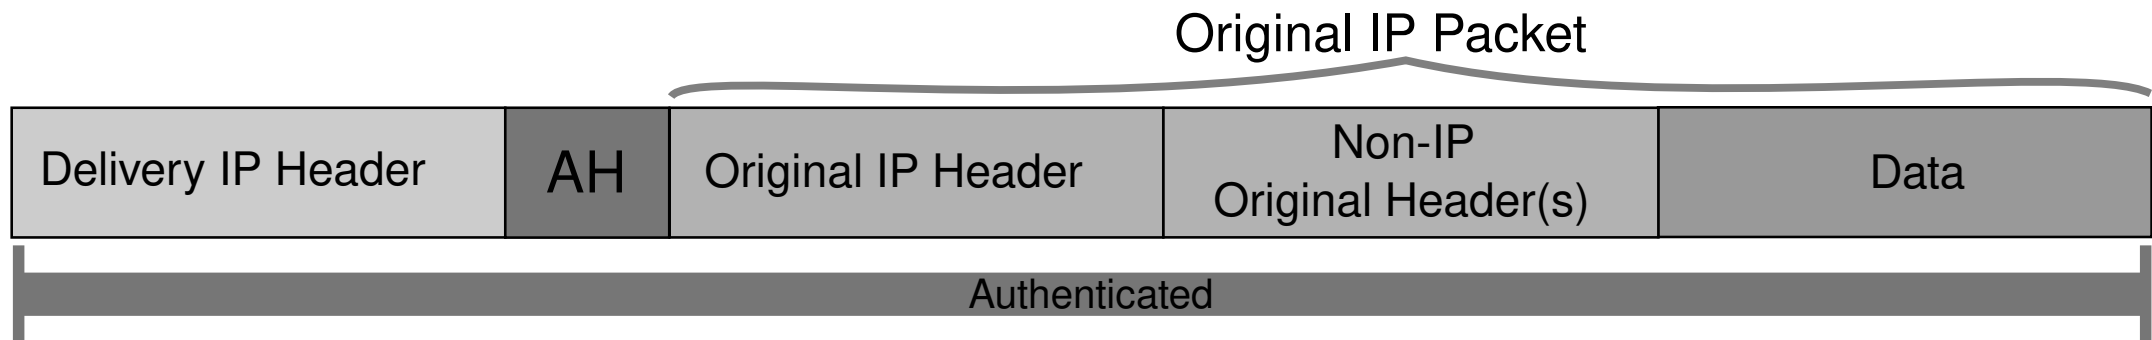 Original IP Packet
Delivery IP Header
AH
Original IP Header
Non-IP
Original Header(s)
Data
Authenticated